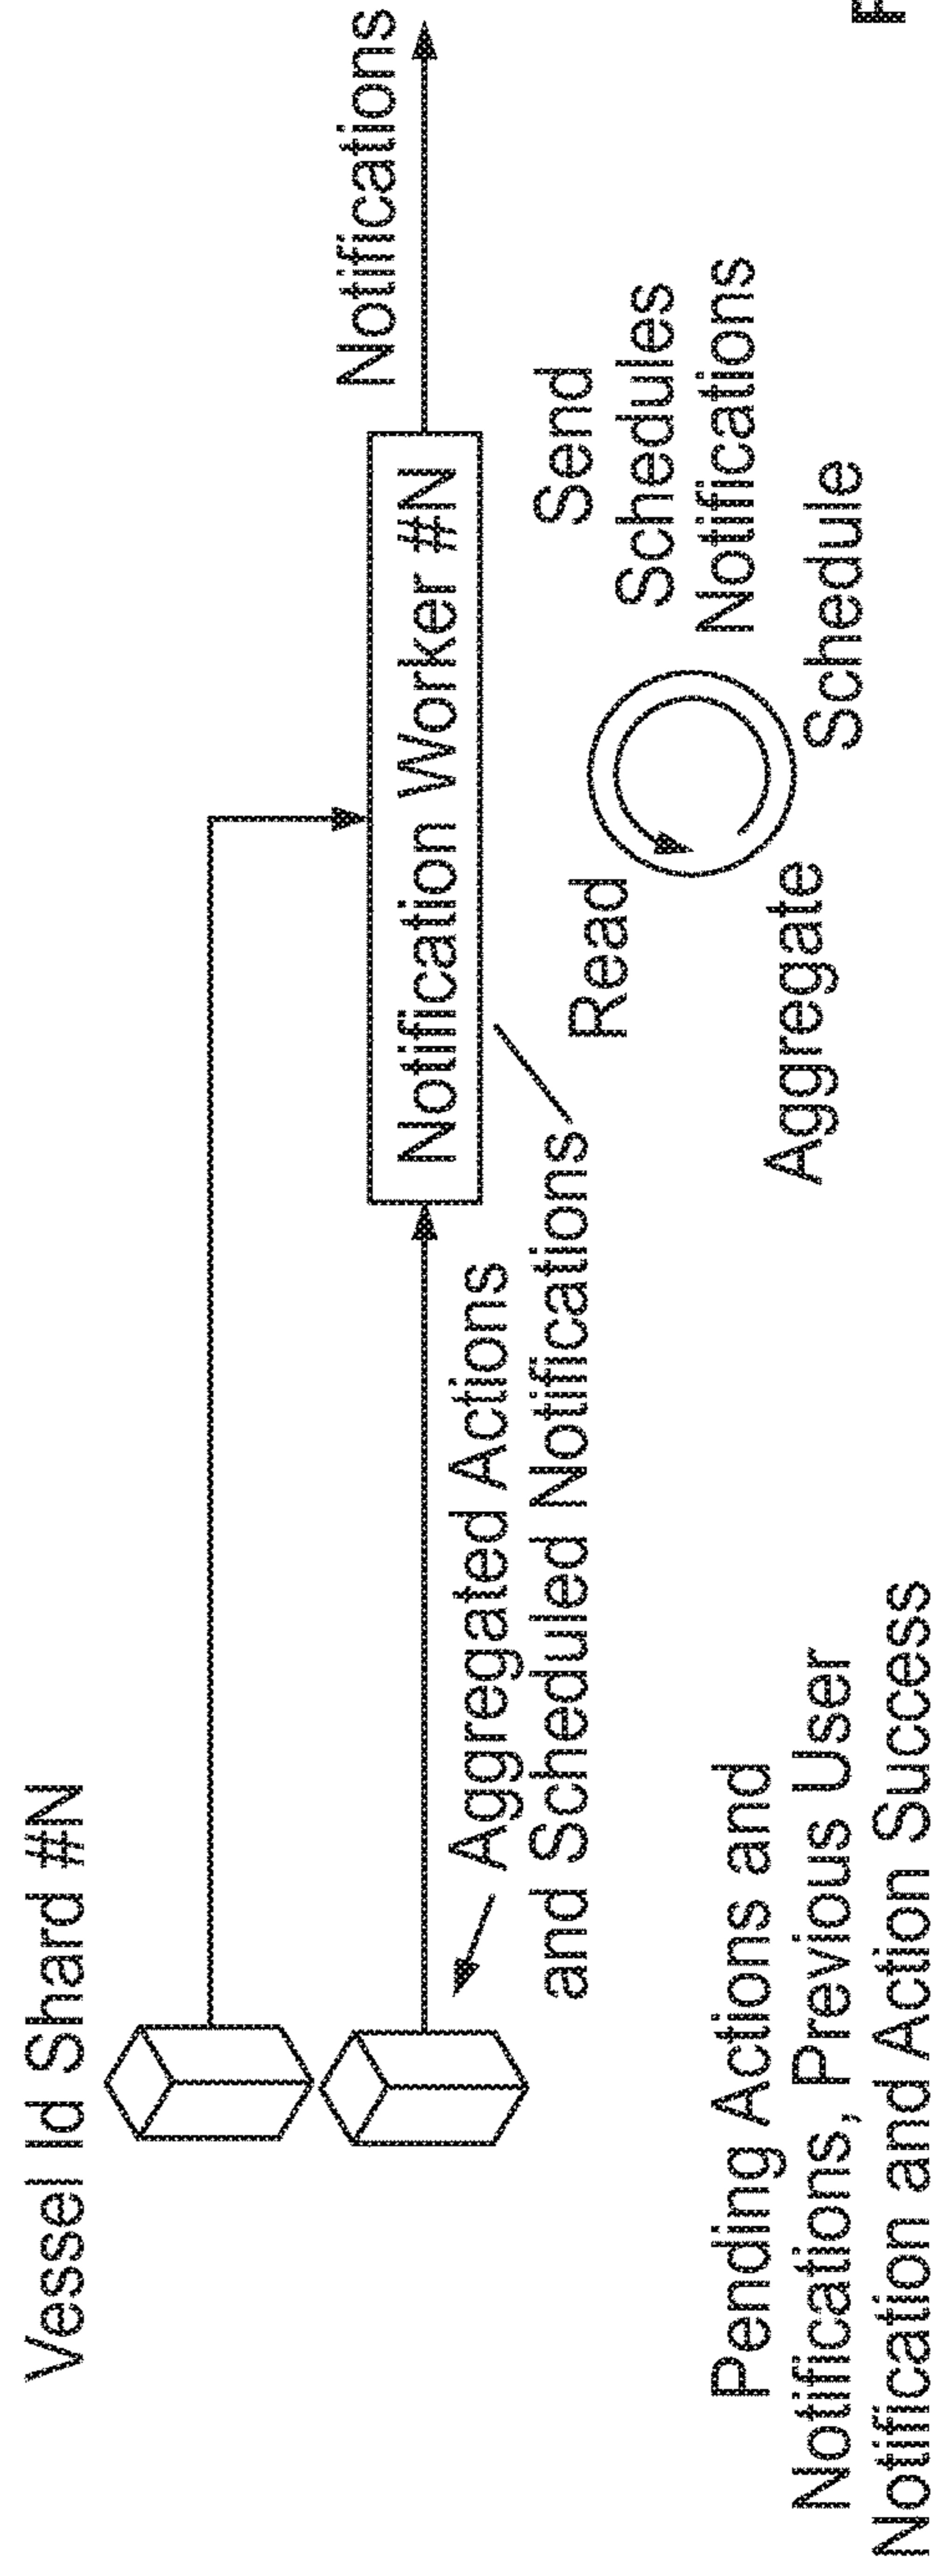 Vessel Id Shard #N
Notifications
Notification Worker #N
Aggregated Actions
and Scheduled Notifications
Read
Send
Schedules
Notifications
Aggregate
Schedule
Pending Actions and
Notifications, Previous User
Notification and Action Success